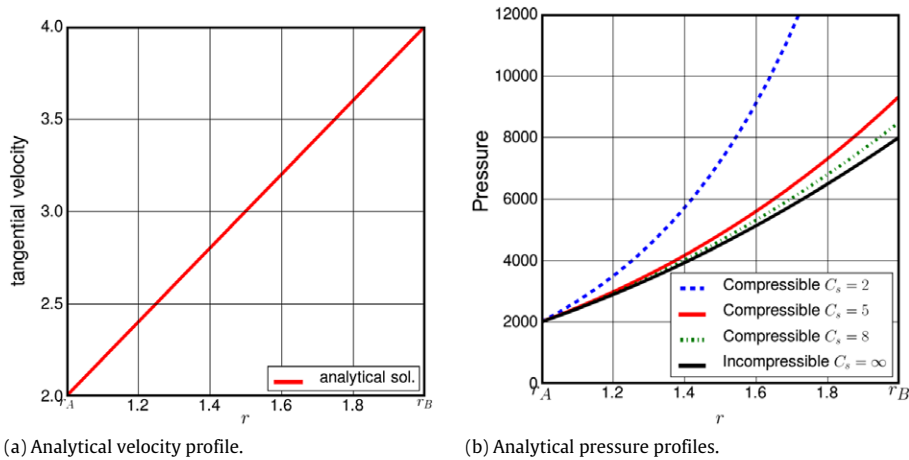 4.0
3.5
3.0
2.5
2.0
tangential velocity
analytical sol.
r_A 1.2 1.4 1.6 1.8 r_B
r
(a) Analytical velocity profile.
12000
10000
8000
6000
4000
2000
0
Pressure
Compressible C_s = 2
Compressible C_s = 5
Compressible C_s = 8
Incompressible C_s = ∞
r_A 1.2 1.4 1.6 1.8 r_B
r
(b) Analytical pressure profiles.